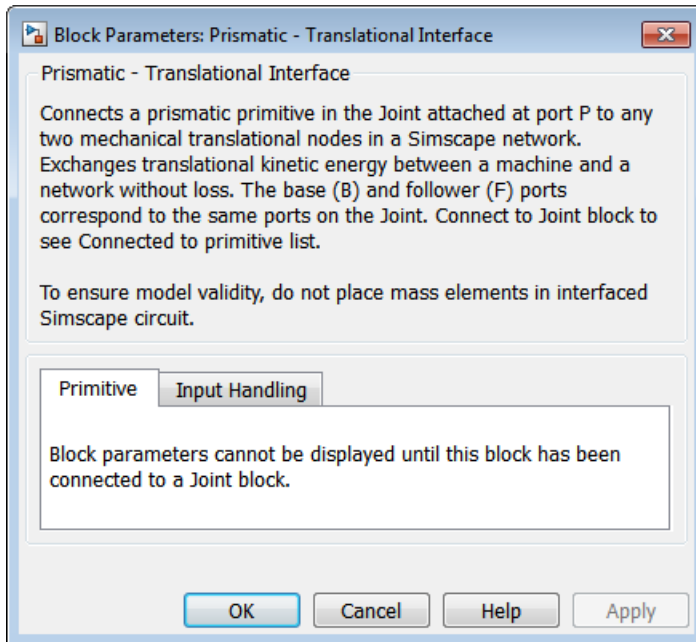 Block Parameters: Prismatic - Translational Interface
Prismatic - Translational Interface
Connects a prismatic primitive in the Joint attached at port P to any
two mechanical translational nodes in a Simscape network.
Exchanges translational kinetic energy between a machine and a
network without loss. The base (B) and follower (F) ports
correspond to the same ports on the Joint. Connect to Joint block to
see Connected to primitive list.
To ensure model validity, do not place mass elements in interfaced
Simscape circuit.
Primitive Input Handling
Block parameters cannot be displayed until this block has been
connected to a Joint block.
OK Cancel Help Apply